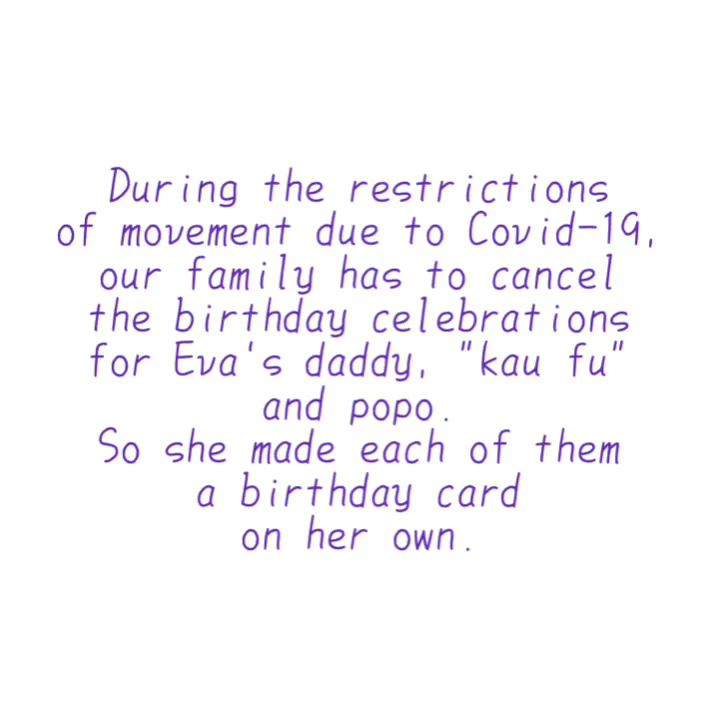 During the restrictions
of movement due to Covid-19,
our family has to cancel
the birthday celebrations
for Eva's daddy, "kau fu"
and popo.
So she made each of them
a birthday card
on her own.